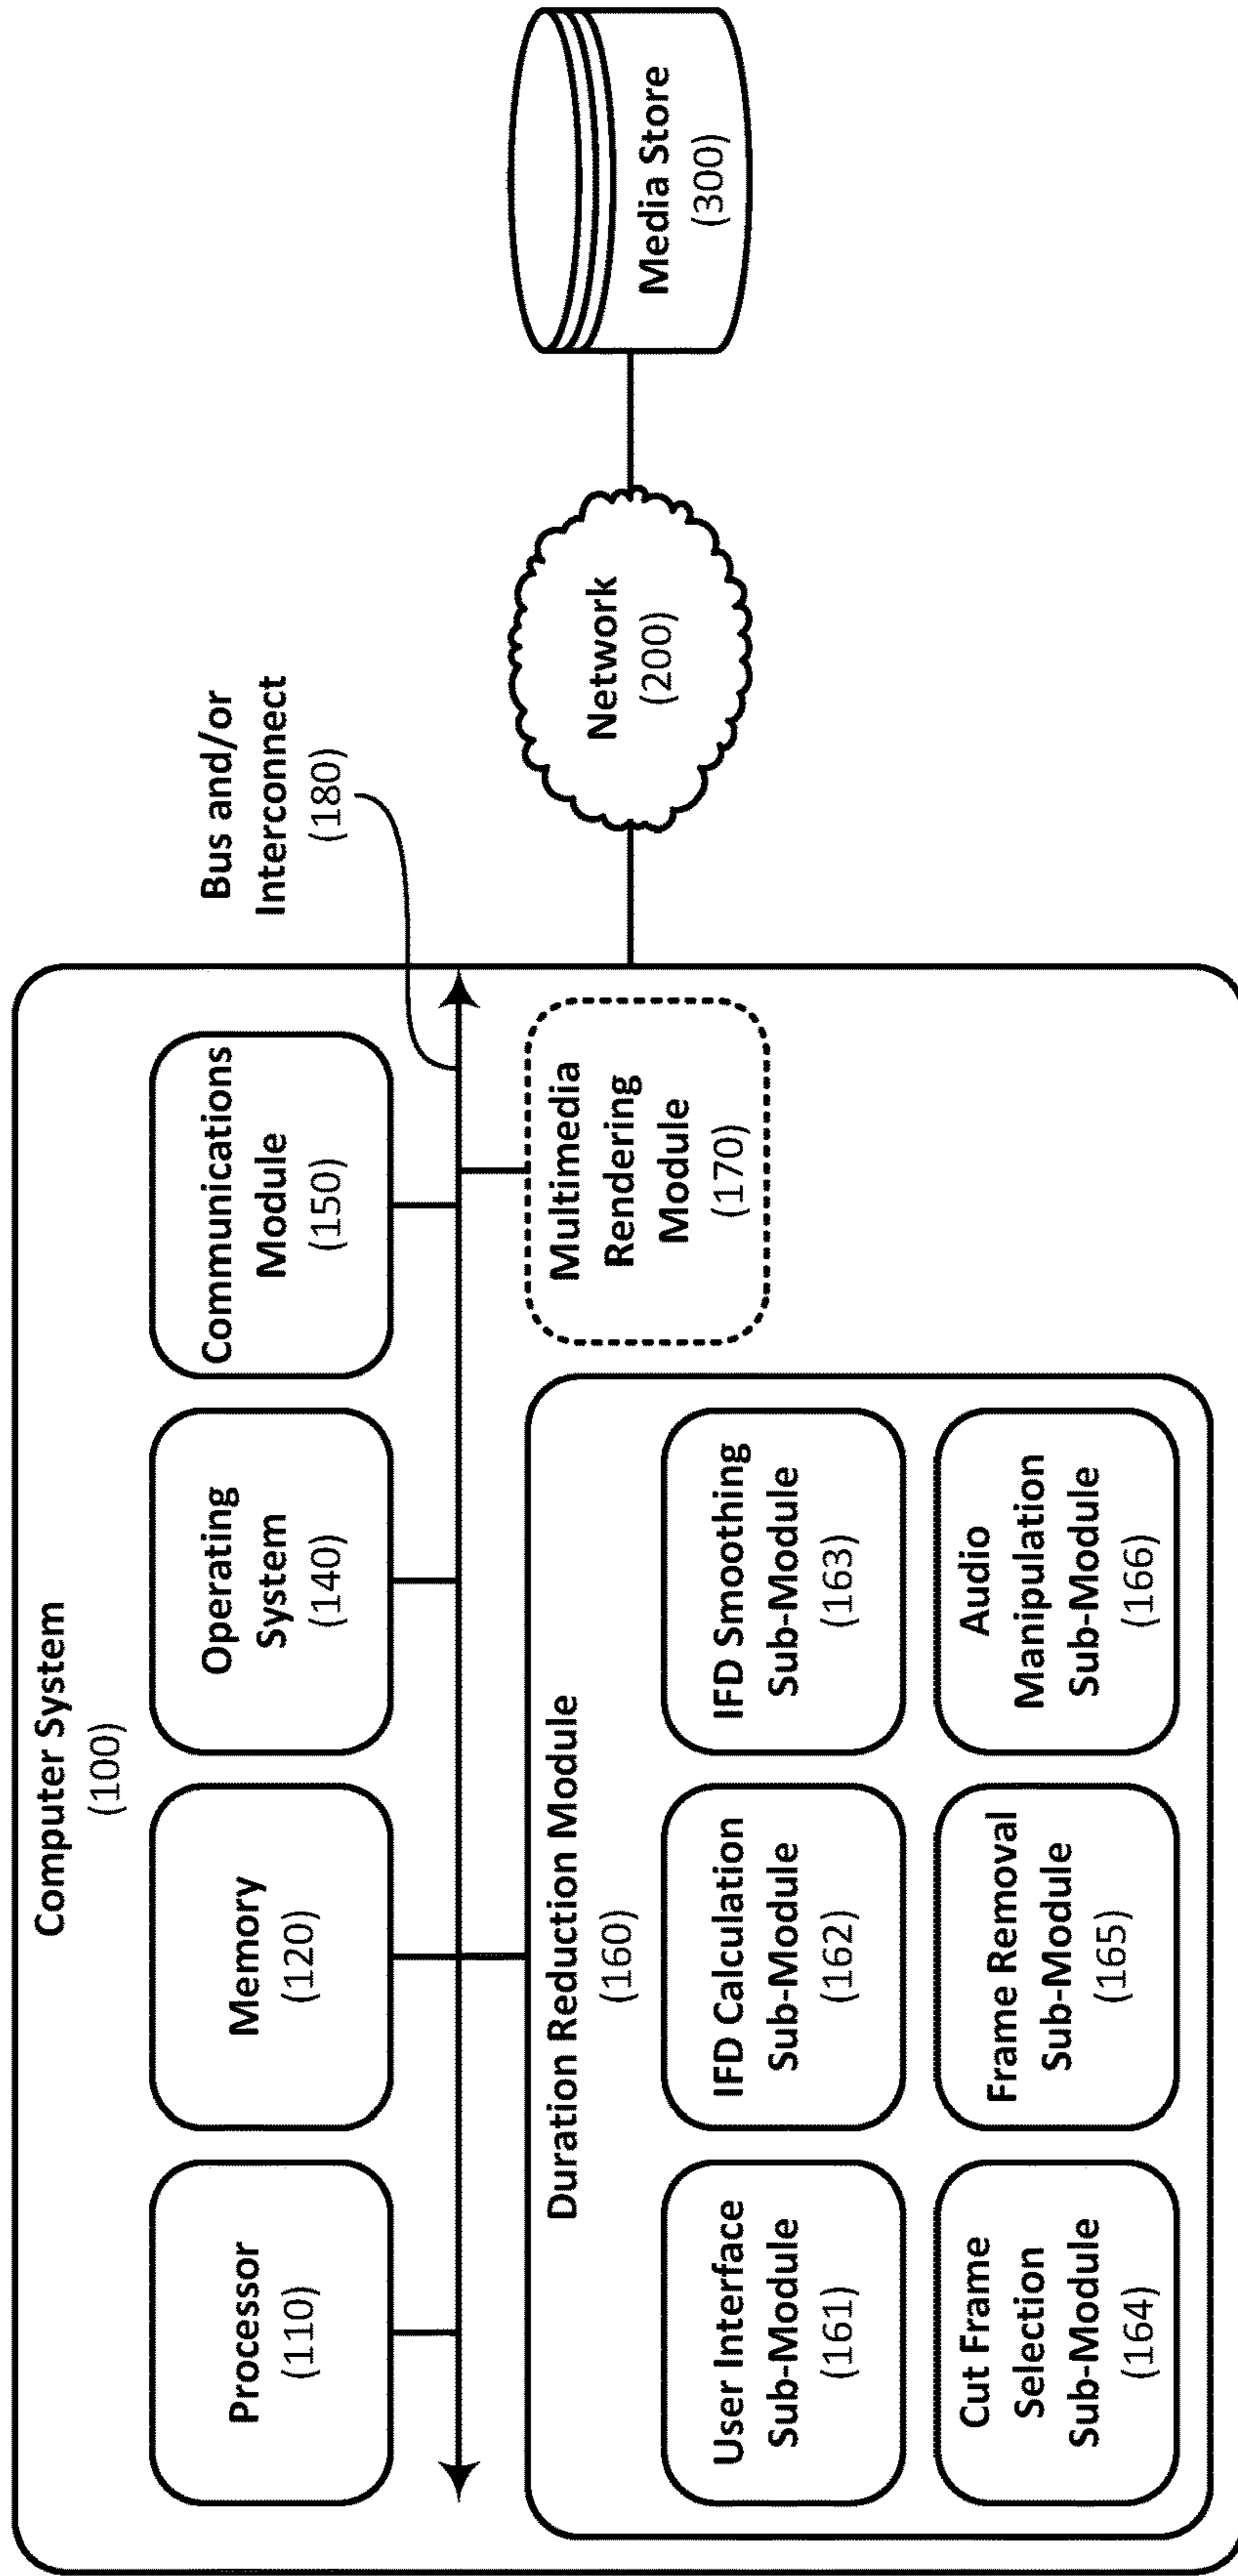 Computer System
(100)
Processor
(110)
Memory
(120)
Operating
System
(140)
Communications
Module
(150)
Bus and/or
Interconnect
(180)
Duration Reduction Module
(160)
User Interface
Sub-Module
(161)
IFD Calculation
Sub-Module
(162)
IFD Smoothing
Sub-Module
(163)
Cut Frame
Selection
Sub-Module
(164)
Frame Removal
Sub-Module
(165)
Audio
Manipulation
Sub-Module
(166)
Multimedia
Rendering
Module
(170)
Network
(200)
Media Store
(300)